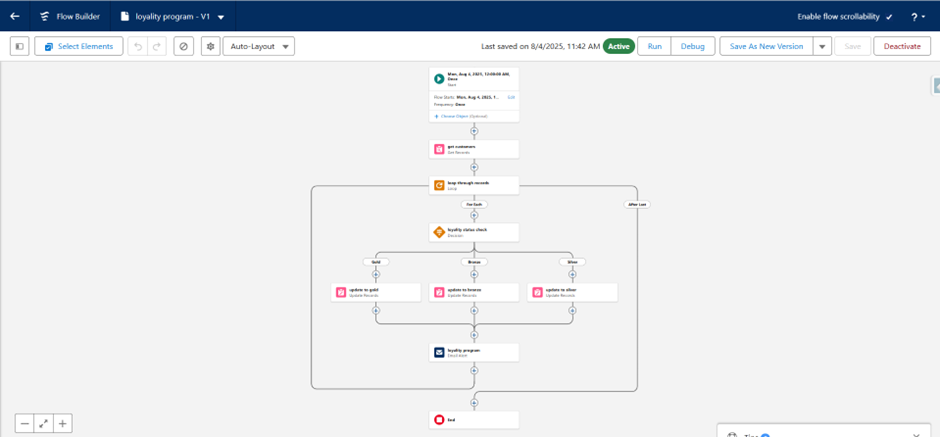 Flow Builder
loyality program - V1
Enable flow scrollability
?
Select Elements
Auto-Layout
Last saved on 8/4/2025, 11:42 AM
Active
Run
Debug
Save As New Version
Save
Deactivate
Mon, Aug 4, 2025, 12:00:00 AM,
Once
Start
Flow Starts: Mon, Aug 4, 2025, 1...
Edit
Frequency: Once
Choose Object (Optional)
get customers
Get Records
loop through records
Loop
For Each
After Last
loyality status check
Decision
Gold
Bronze
Silver
update to gold
Update Records
update to bronze
Update Records
update to silver
Update Records
loyality program
Email Alert
End